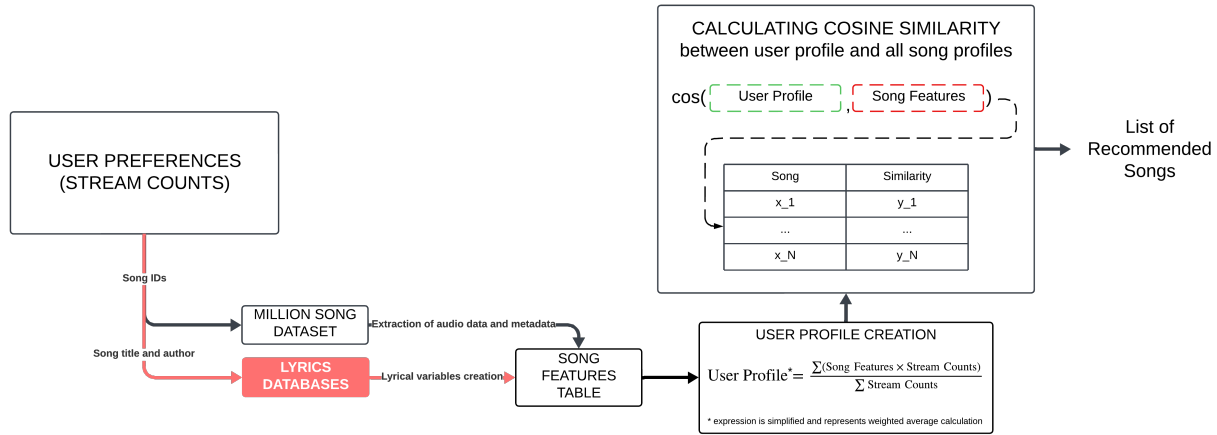 USER PREFERENCES
(STREAM COUNTS)
Song IDs
Song title and author
MILLION SONG
DATASET
LYRICS
DATABASES
Extraction of audio data and metadata
Lyrical variables creation
SONG
FEATURES
TABLE
USER PROFILE CREATION
User Profile*= ∑(Song Features × Stream Counts)
∑ Stream Counts
* expression is simplified and represents weighted average calculation
CALCULATING COSINE SIMILARITY
between user profile and all song profiles
cos( User Profile , Song Features )
Song Similarity
x_1 y_1
... ...
x_N y_N
List of
Recommended
Songs